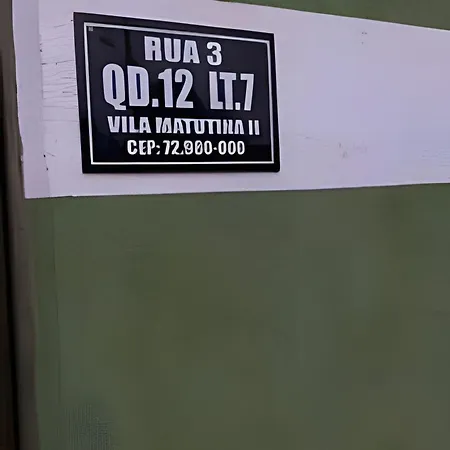 RUA 3
QD.12 LT.7
VILA MATUTINA II
CEP: 72.900-000